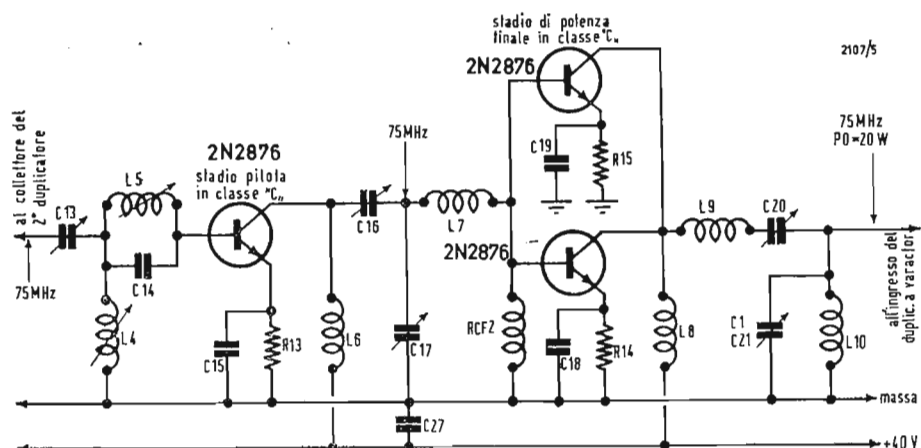 stadio di potenza
finale in classe "C"
2107/5
2N2876
75MHz
PO=20 W
al collettore del
2° duplicatore
C13
L5
2N2876
stadio pilota
in classe "C"
75MHz
C19
R15
C16
L7
L9
C20
C14
2N2876
75MHz
L4
C15
R13
L6
C17
RCF2
C18
R14
L8
C1
C21
L10
all'ingresso del
duplic. a varactor
massa
C27
+40 V